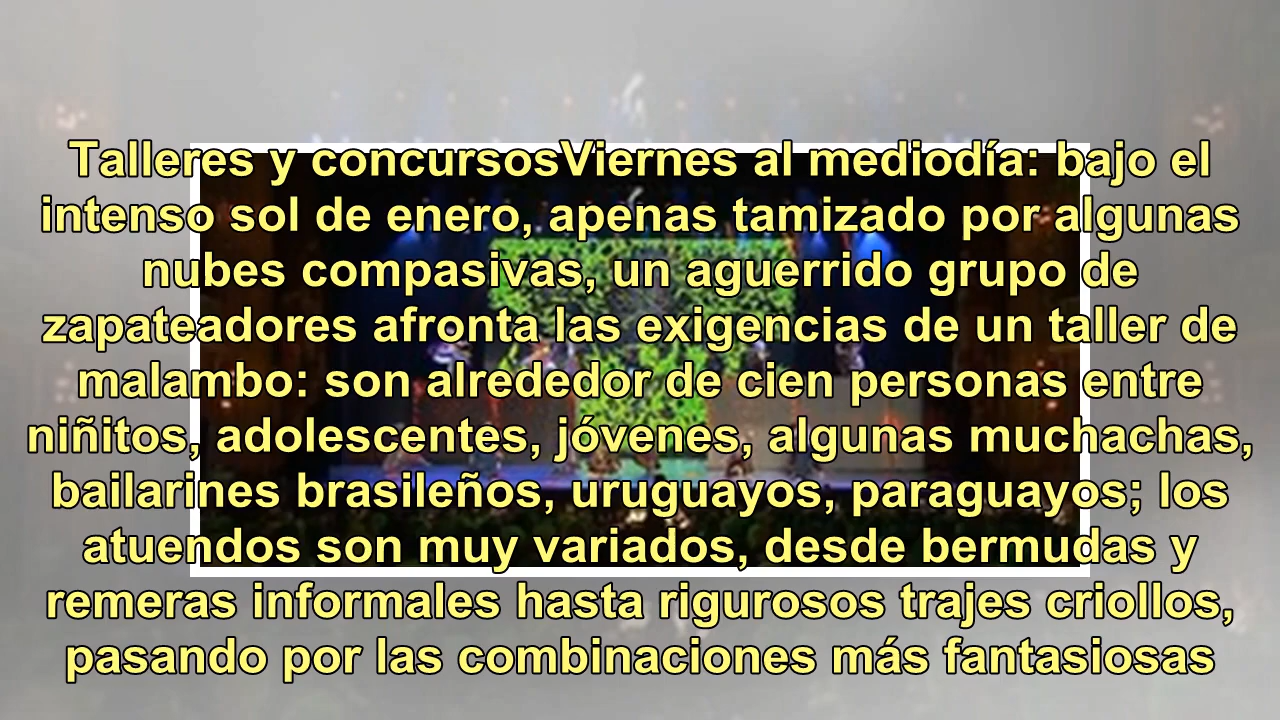 Talleres y concursosViernes al mediodía: bajo el
intenso sol de enero, apenas tamizado por algunas
nubes compasivas, un aguerrido grupo de
zapateadores afronta las exigencias de un taller de
malambo: son alrededor de cien personas entre
niñitos, adolescentes, jóvenes, algunas muchachas,
bailarines brasileños, uruguayos, paraguayos; los
atuendos son muy variados, desde bermudas y
remeras informales hasta rigurosos trajes criollos,
pasando por las combinaciones más fantasiosas